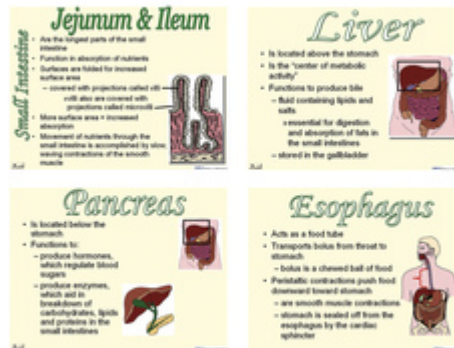 Small Intestine
Jejunum & Ileum
• Are the longest parts of the small
intestine
• Function in absorption of nutrients
• Surfaces are folded for increased
surface area
– covered with projections called villi
villi also are covered with
projections called microvilli
• More surface area = increased
absorption
• Movement of nutrients through the
small intestine is accomplished by slow,
waving contractions of the smooth
muscle
Liver
• Is located above the stomach
• Is the "center of metabolic
activity"
• Functions to produce bile
– fluid containing lipids and
salts
» essential for digestion
and absorption of fats in
the small intestines
– stored in the gallbladder
Pancreas
• Is located below the
stomach
• Functions to:
– produce hormones,
which regulate blood
sugars
– produce enzymes,
which aid in
breakdown of
carbohydrates, lipids
and proteins in the
small intestines
Esophagus
• Acts as a food tube
• Transports bolus from throat to
stomach
– bolus is a chewed ball of food
• Peristaltic contractions push food
downward toward stomach
– are smooth muscle contractions
– stomach is sealed off from the
esophagus by the cardiac
sphincter